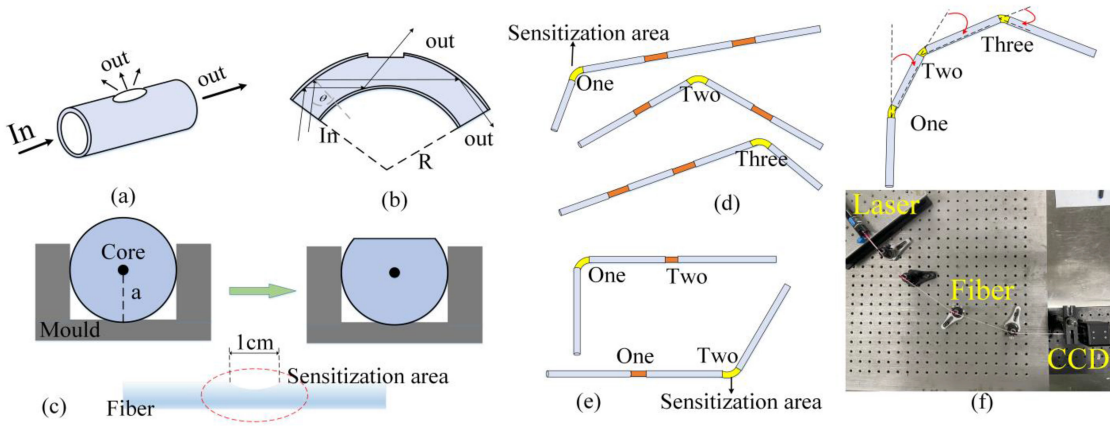 out
out
In
(a)
out
θ
In
out
R
(b)
Core
a
Mould
1cm
Sensitization area
Fiber
(c)
Sensitization area
One
Two
Three
(d)
One
Two
One
Two
Sensitization area
(e)
Three
Two
One
Laser
Fiber
CCD
(f)